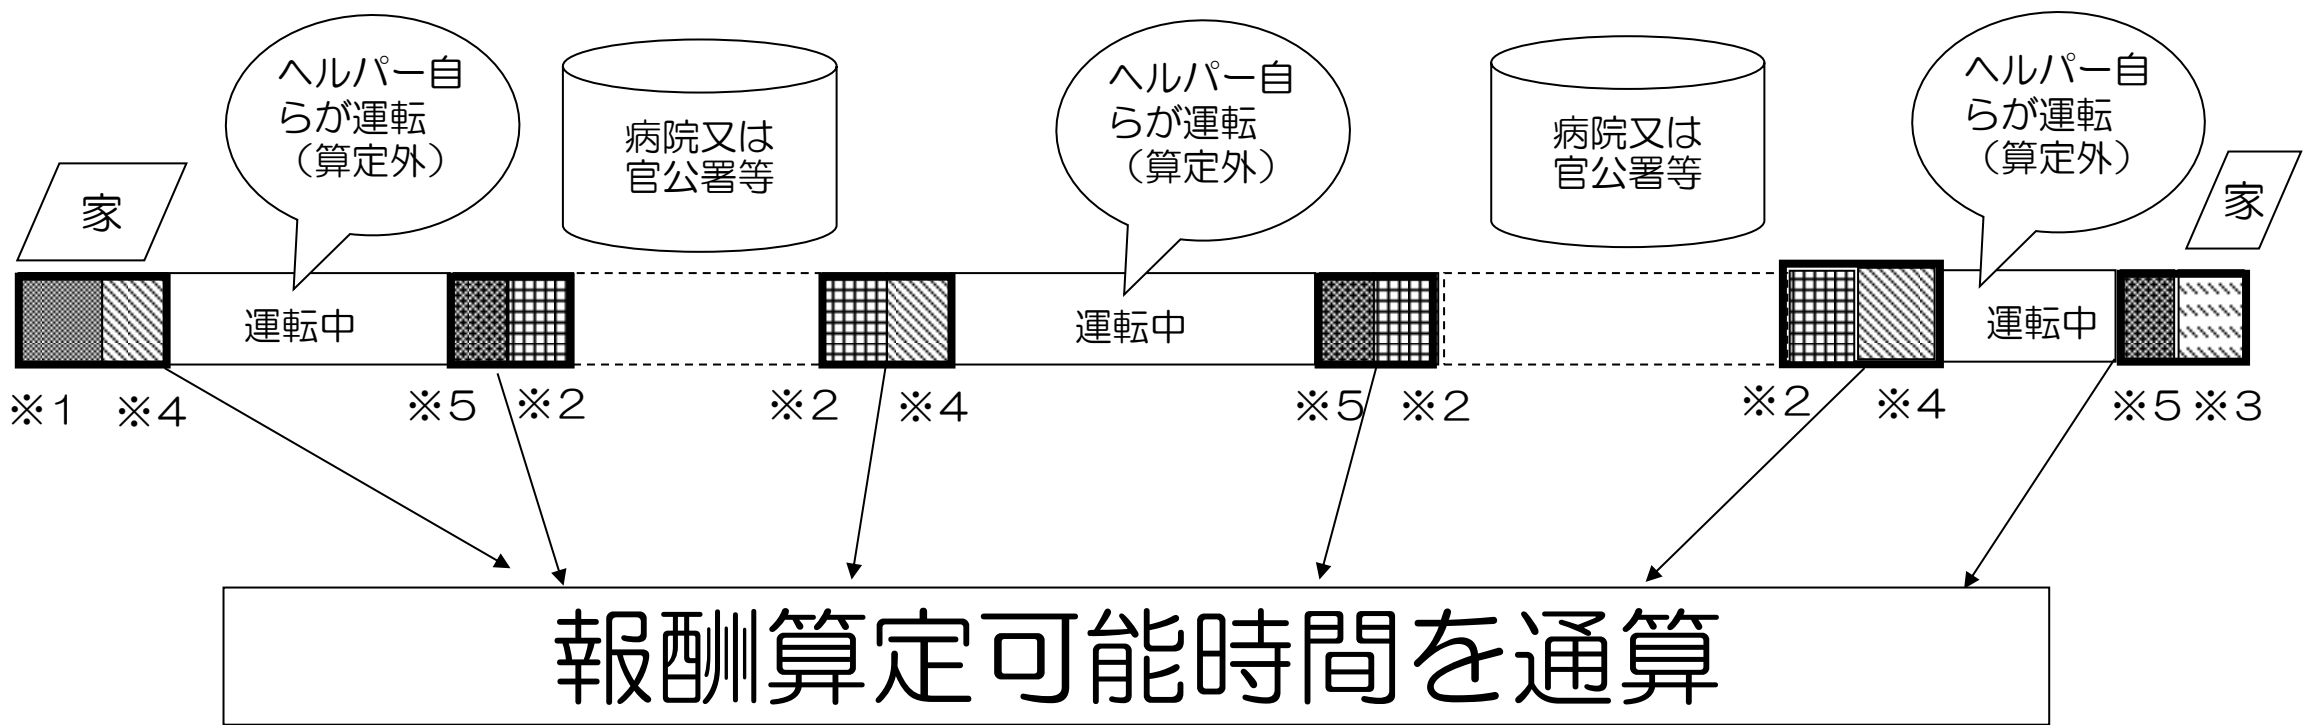 ヘルパー自
らが運転
（算定外）
病院又は
官公署等
ヘルパー自
らが運転
（算定外）
病院又は
官公署等
ヘルパー自
らが運転
（算定外）
家
家
運転中
運転中
運転中
※1 ※4 ※5 ※2 ※2 ※4 ※5 ※2 ※2 ※4 ※5 ※3
報酬算定可能時間を通算